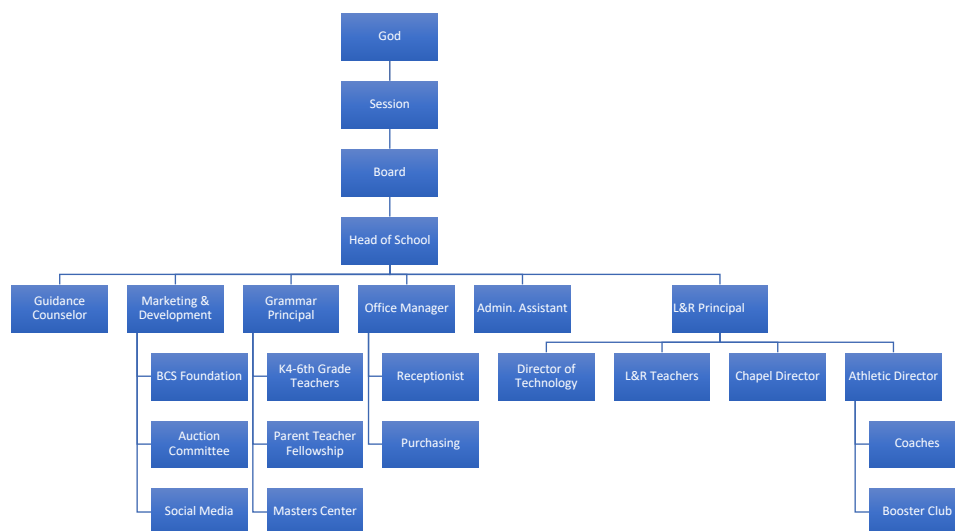 God
Session
Board
Head of School
Guidance
Counselor
Marketing &
Development
Grammar
Principal
Office Manager
Admin. Assistant
L&R Principal
BCS Foundation
Auction
Committee
Social Media
K4-6th Grade
Teachers
Parent Teacher
Fellowship
Masters Center
Receptionist
Purchasing
Director of
Technology
L&R Teachers
Chapel Director
Athletic Director
Coaches
Booster Club